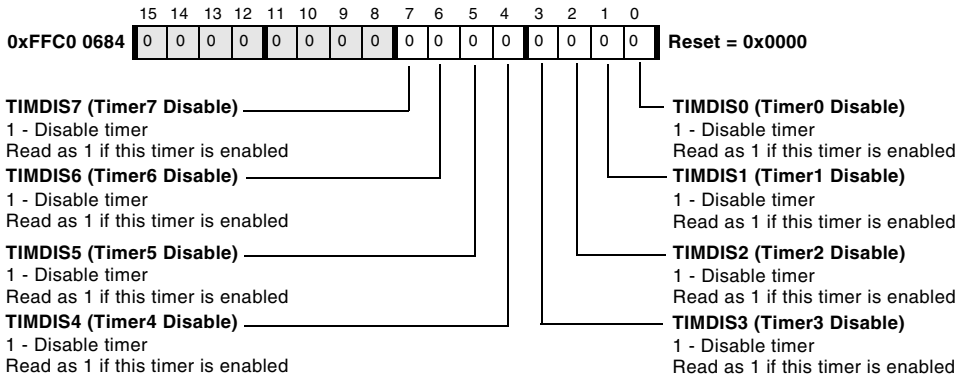 15 14 13 12 11 10 9 8 7 6 5 4 3 2 1 0
0xFFC0 0684 0 0 0 0 0 0 0 0 0 0 0 0 0 0 0 0 Reset = 0x0000
TIMDIS7 (Timer7 Disable)
1 - Disable timer
Read as 1 if this timer is enabled
TIMDIS6 (Timer6 Disable)
1 - Disable timer
Read as 1 if this timer is enabled
TIMDIS5 (Timer5 Disable)
1 - Disable timer
Read as 1 if this timer is enabled
TIMDIS4 (Timer4 Disable)
1 - Disable timer
Read as 1 if this timer is enabled
TIMDIS0 (Timer0 Disable)
1 - Disable timer
Read as 1 if this timer is enabled
TIMDIS1 (Timer1 Disable)
1 - Disable timer
Read as 1 if this timer is enabled
TIMDIS2 (Timer2 Disable)
1 - Disable timer
Read as 1 if this timer is enabled
TIMDIS3 (Timer3 Disable)
1 - Disable timer
Read as 1 if this timer is enabled